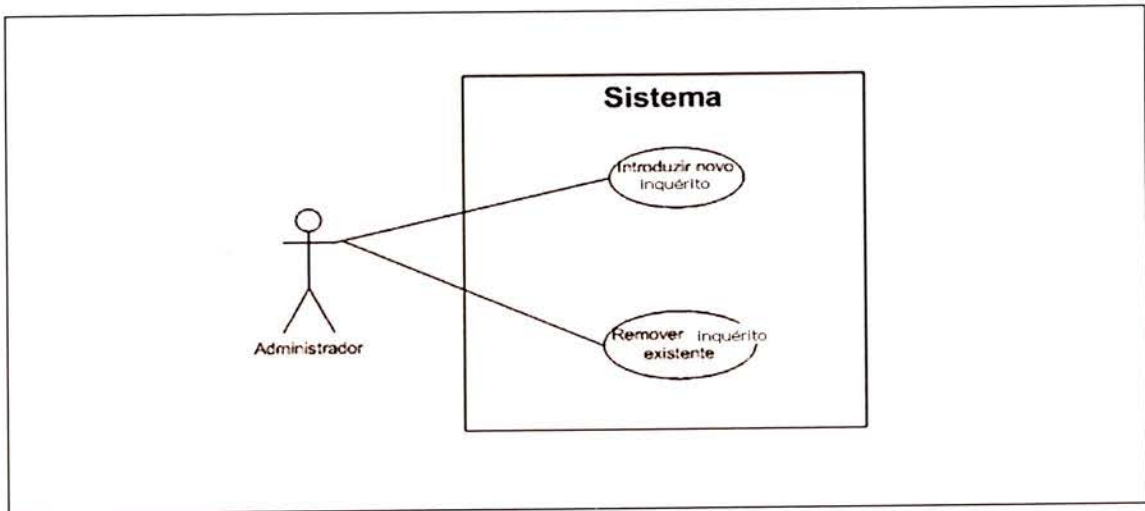 Sistema
Introduzir novo
inquérito
Administrador
Remover inquérito
existente